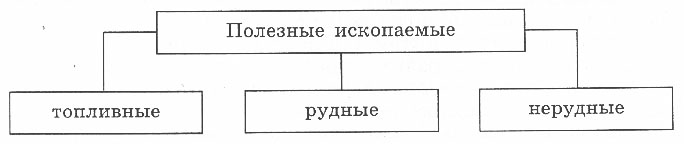 Полезные ископаемые
топливные
рудные
нерудные